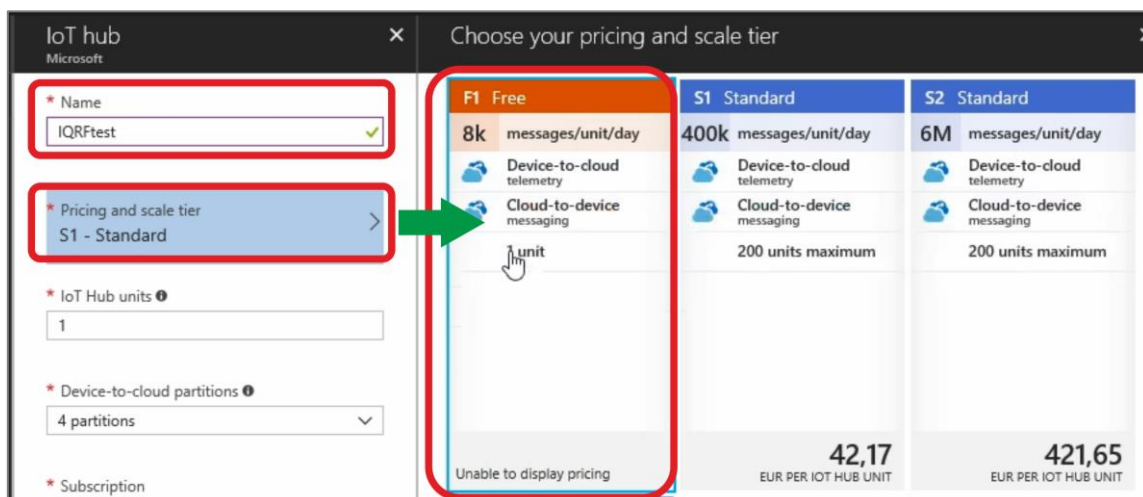 IoT hub
Microsoft
* Name
IQRFtest
* Pricing and scale tier
S1 - Standard
* IoT Hub units
1
* Device-to-cloud partitions
4 partitions
* Subscription
Choose your pricing and scale tier
F1 Free
8k messages/unit/day
Device-to-cloud
telemetry
Cloud-to-device
messaging
1 unit
Unable to display pricing
S1 Standard
400k messages/unit/day
Device-to-cloud
telemetry
Cloud-to-device
messaging
200 units maximum
42,17
EUR PER IOT HUB UNIT
S2 Standard
6M messages/unit/day
Device-to-cloud
telemetry
Cloud-to-device
messaging
200 units maximum
421,65
EUR PER IOT HUB UNIT